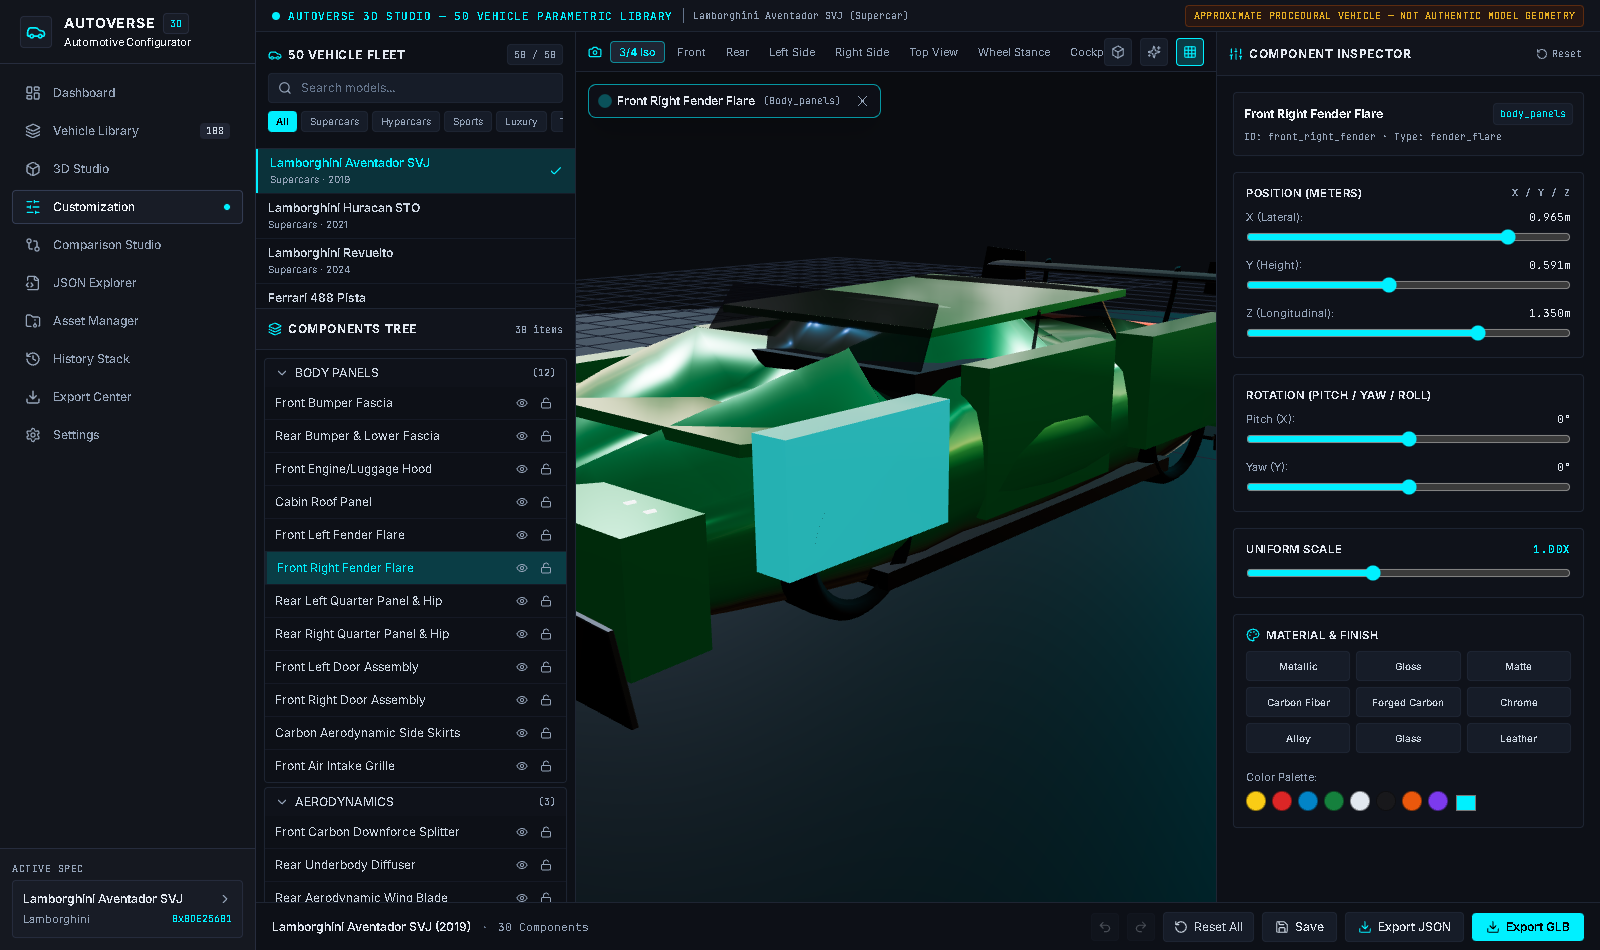 AUTOVERSE 3D
Automotive Configurator
Dashboard
Vehicle Library 188
3D Studio
Customization
Comparison Studio
JSON Explorer
Asset Manager
History Stack
Export Center
Settings
ACTIVE SPEC
Lamborghini Aventador SVJ
Lamborghini 0x8DE25681
AUTOVERSE 3D STUDIO — 50 VEHICLE PARAMETRIC LIBRARY
Lamborghini Aventador SVJ (Supercar)
APPROXIMATE PROCEDURAL VEHICLE — NOT AUTHENTIC MODEL GEOMETRY
50 VEHICLE FLEET 50 / 50
Search models...
All Supercars Hypercars Sports Luxury
Lamborghini Aventador SVJ
Supercars · 2019
Lamborghini Huracan STO
Supercars · 2021
Lamborghini Revuelto
Supercars · 2024
Ferrari 488 Pista
COMPONENTS TREE 30 items
BODY PANELS (12)
Front Bumper Fascia
Rear Bumper & Lower Fascia
Front Engine/Luggage Hood
Cabin Roof Panel
Front Left Fender Flare
Front Right Fender Flare
Rear Left Quarter Panel & Hip
Rear Right Quarter Panel & Hip
Front Left Door Assembly
Front Right Door Assembly
Carbon Aerodynamic Side Skirts
Front Air Intake Grille
AERODYNAMICS (3)
Front Carbon Downforce Splitter
Rear Underbody Diffuser
Rear Aerodynamic Wing Blade
3/4 Iso Front Rear Left Side Right Side Top View Wheel Stance Cockp
Front Right Fender Flare (Body_panels)
COMPONENT INSPECTOR Reset
Front Right Fender Flare body_panels
ID: front_right_fender · Type: fender_flare
POSITION (METERS) X / Y / Z
X (Lateral): 0.965m
Y (Height): 0.591m
Z (Longitudinal): 1.350m
ROTATION (PITCH / YAW / ROLL)
Pitch (X): 0°
Yaw (Y): 0°
UNIFORM SCALE 1.00X
MATERIAL & FINISH
Metallic Gloss Matte
Carbon Fiber Forged Carbon Chrome
Alloy Glass Leather
Color Palette:
Lamborghini Aventador SVJ (2019) · 30 Components
Reset All Save Export JSON Export GLB